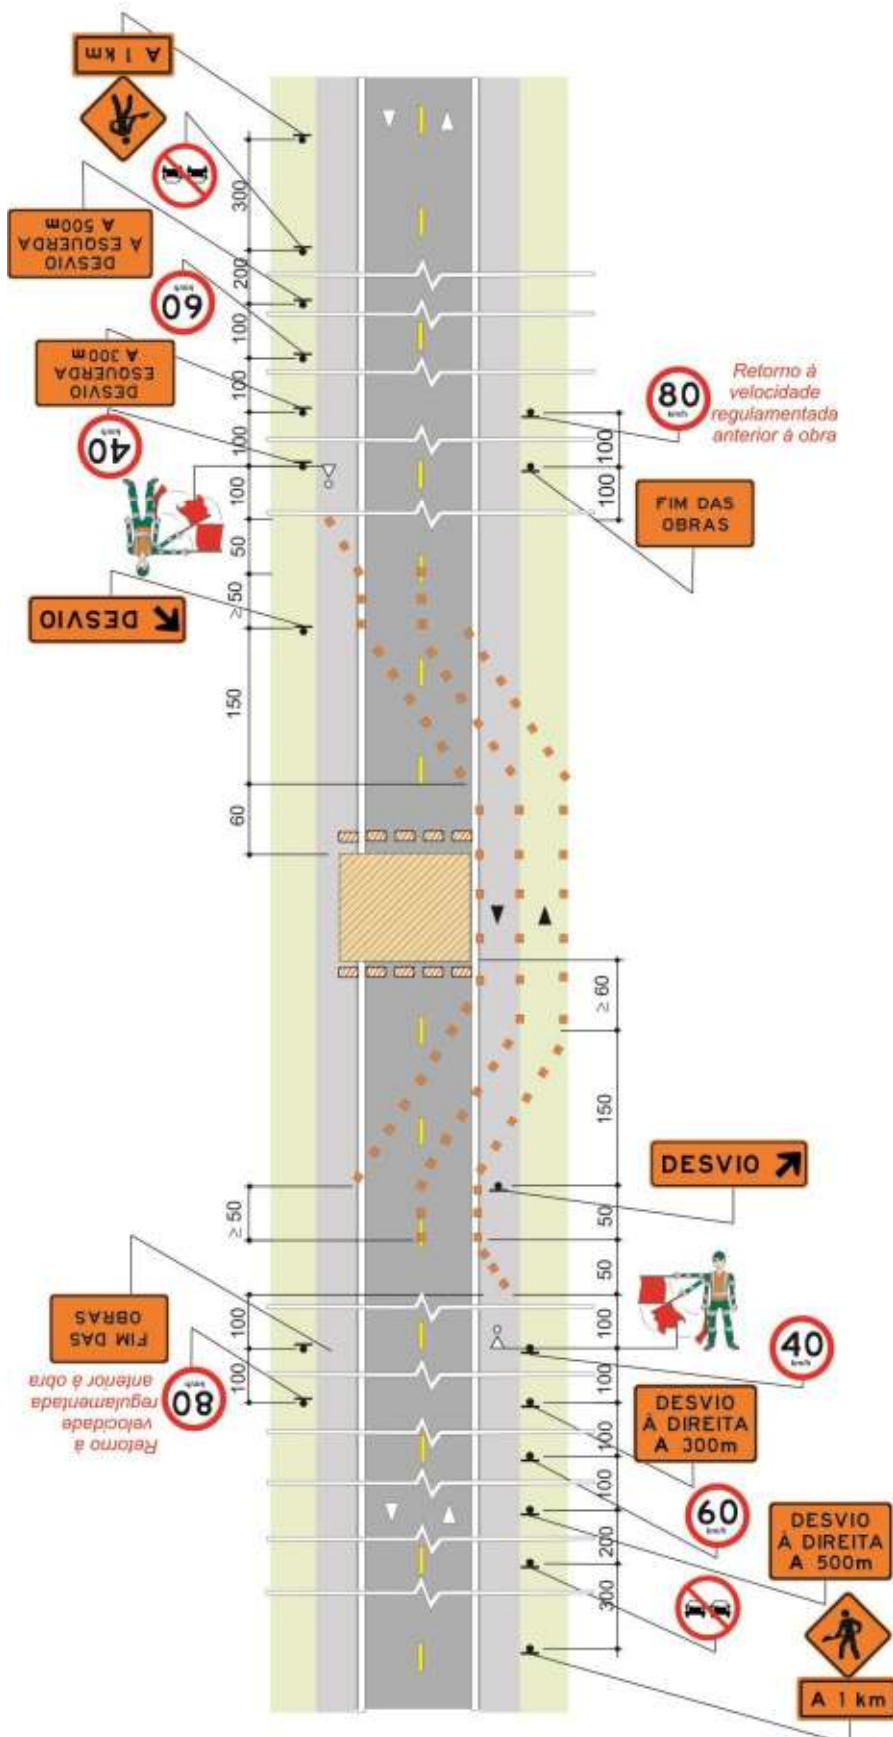 A 1 km
300
DESVIO
À ESQUERDA
A 500m
200
60
km/h
100
DESVIO
ESQUERDA
A 300m
100
80
km/h
Retorno à
velocidade
regulamentada
anterior à obra
40
km/h
100
100
100
100
FIM DAS
OBRAS
50
≥ 50
DESVIO
150
60
≥ 60
150
DESVIO
≥ 50
50
50
FIM DAS
OBRAS
100
100
40
km/h
80
km/h
Retorno à
velocidade
regulamentada
anterior à obra
100
100
DESVIO
À DIREITA
A 300m
100
100
60
km/h
DESVIO
À DIREITA
A 500m
200
300
A 1 km